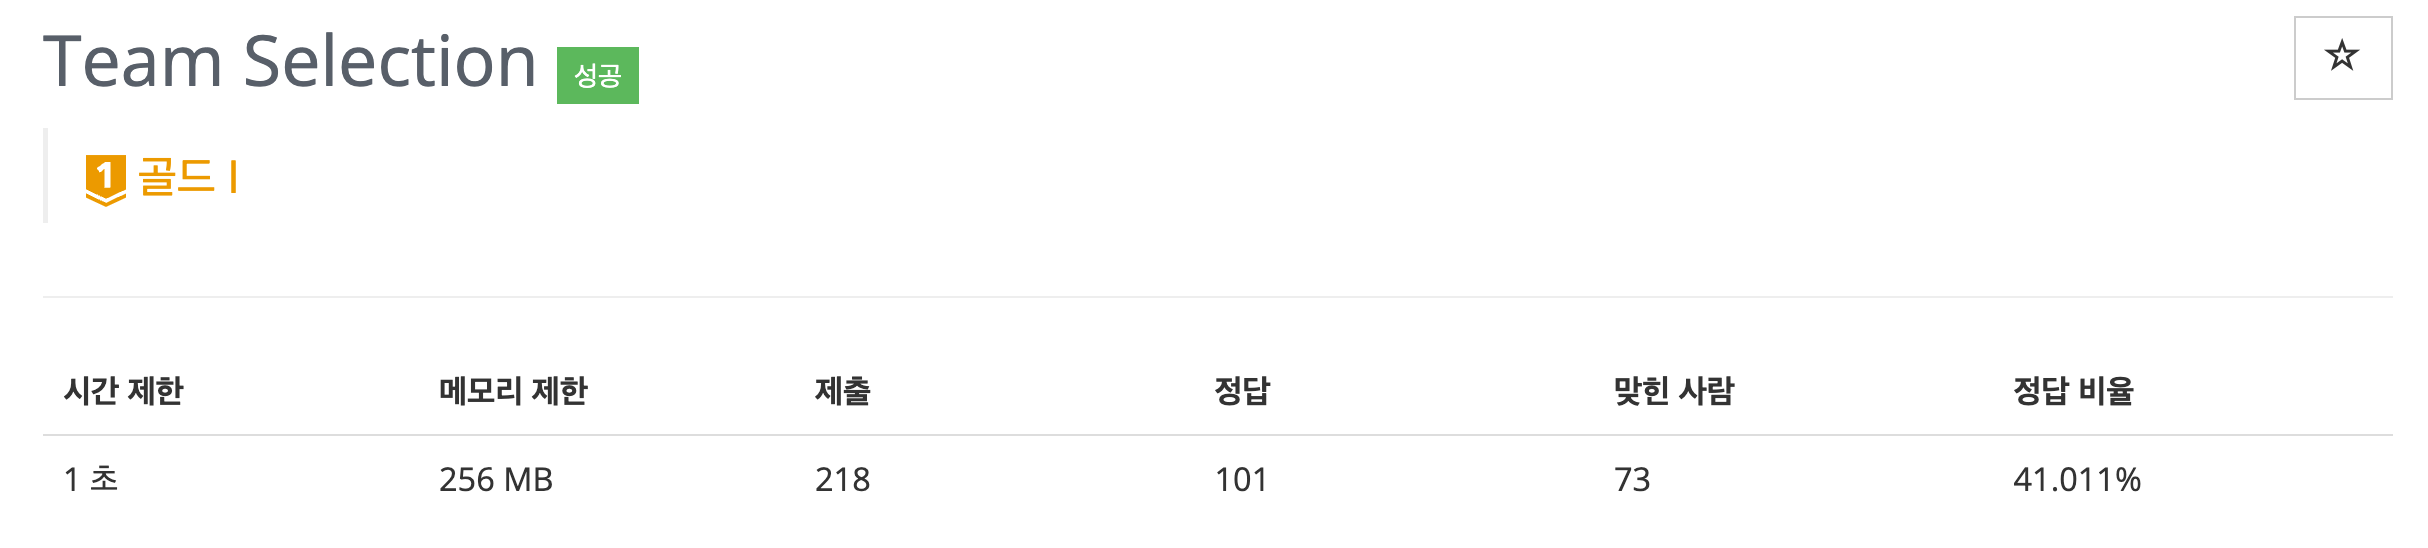 Team Selection 성공
1 골드 I
시간 제한 메모리 제한 제출 정답 맞힌 사람 정답 비율
1 초 256 MB 218 101 73 41.011%